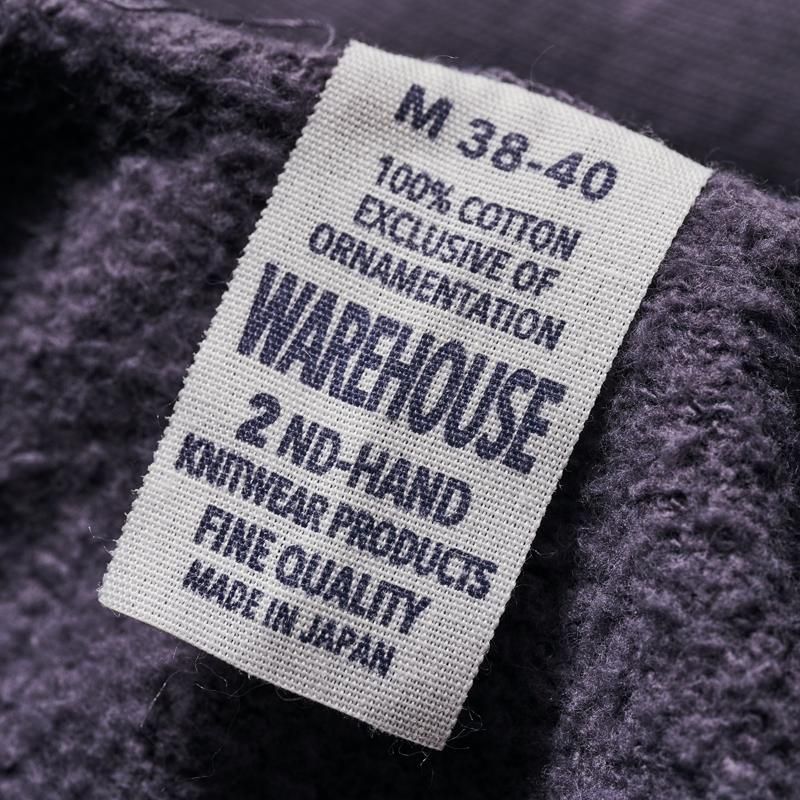 M 38-40
100% COTTON
EXCLUSIVE OF
ORNAMENTATION
WAREHOUSE
2 ND-HAND
KNITWEAR PRODUCTS
FINE QUALITY
MADE IN JAPAN